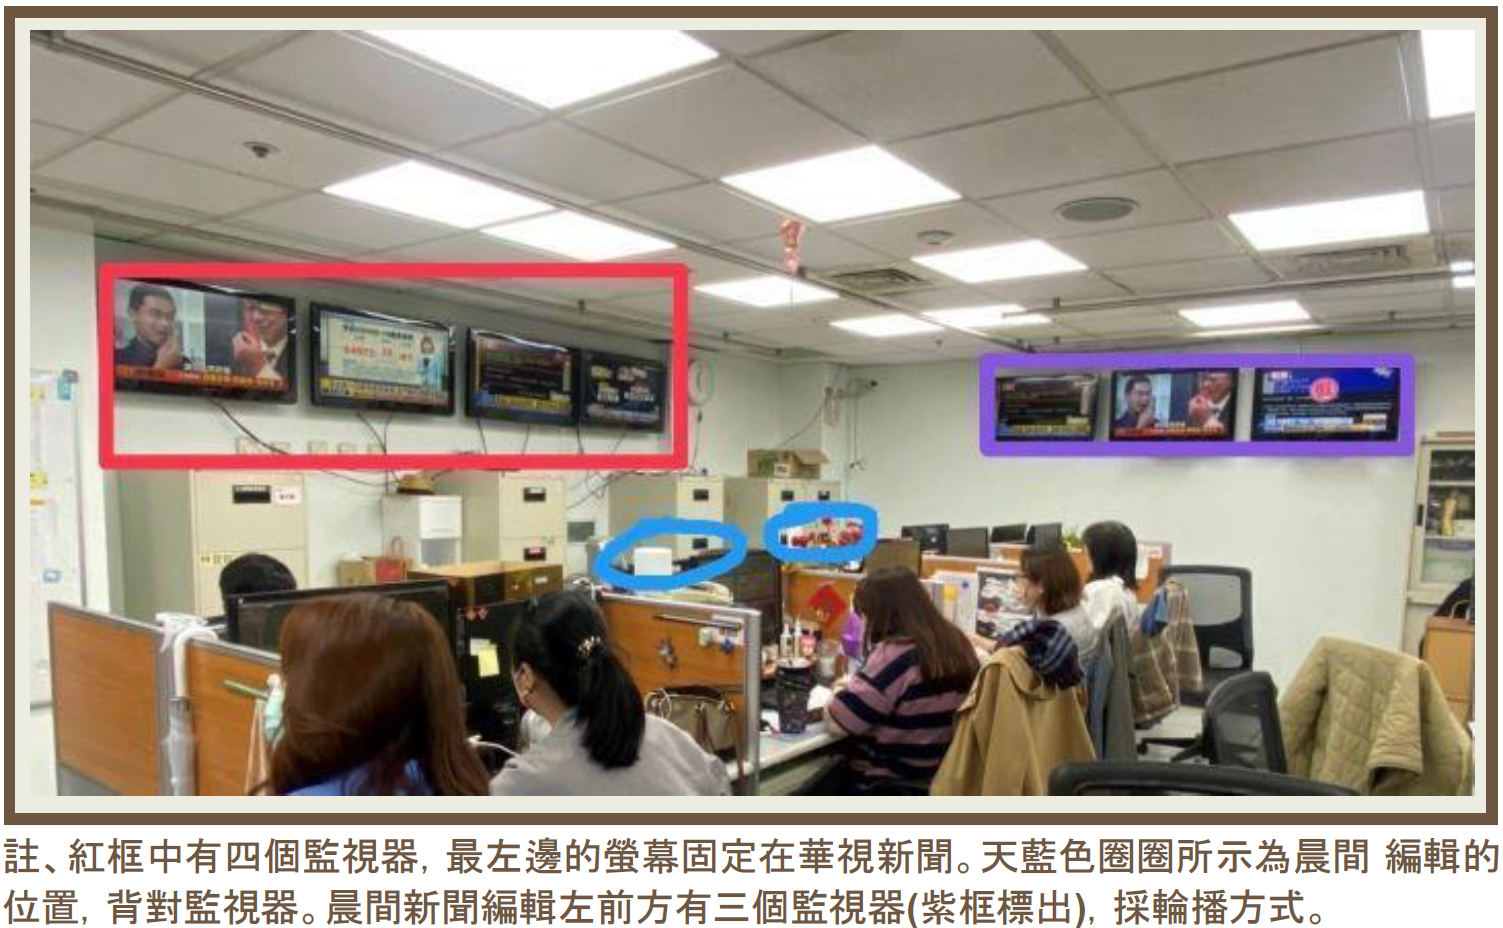 註、紅框中有四個監視器，最左邊的螢幕固定在華視新聞。天藍色圈圈所示為晨間 編輯的
位置，背對監視器。晨間新聞編輯左前方有三個監視器(紫框標出)，採輪播方式。